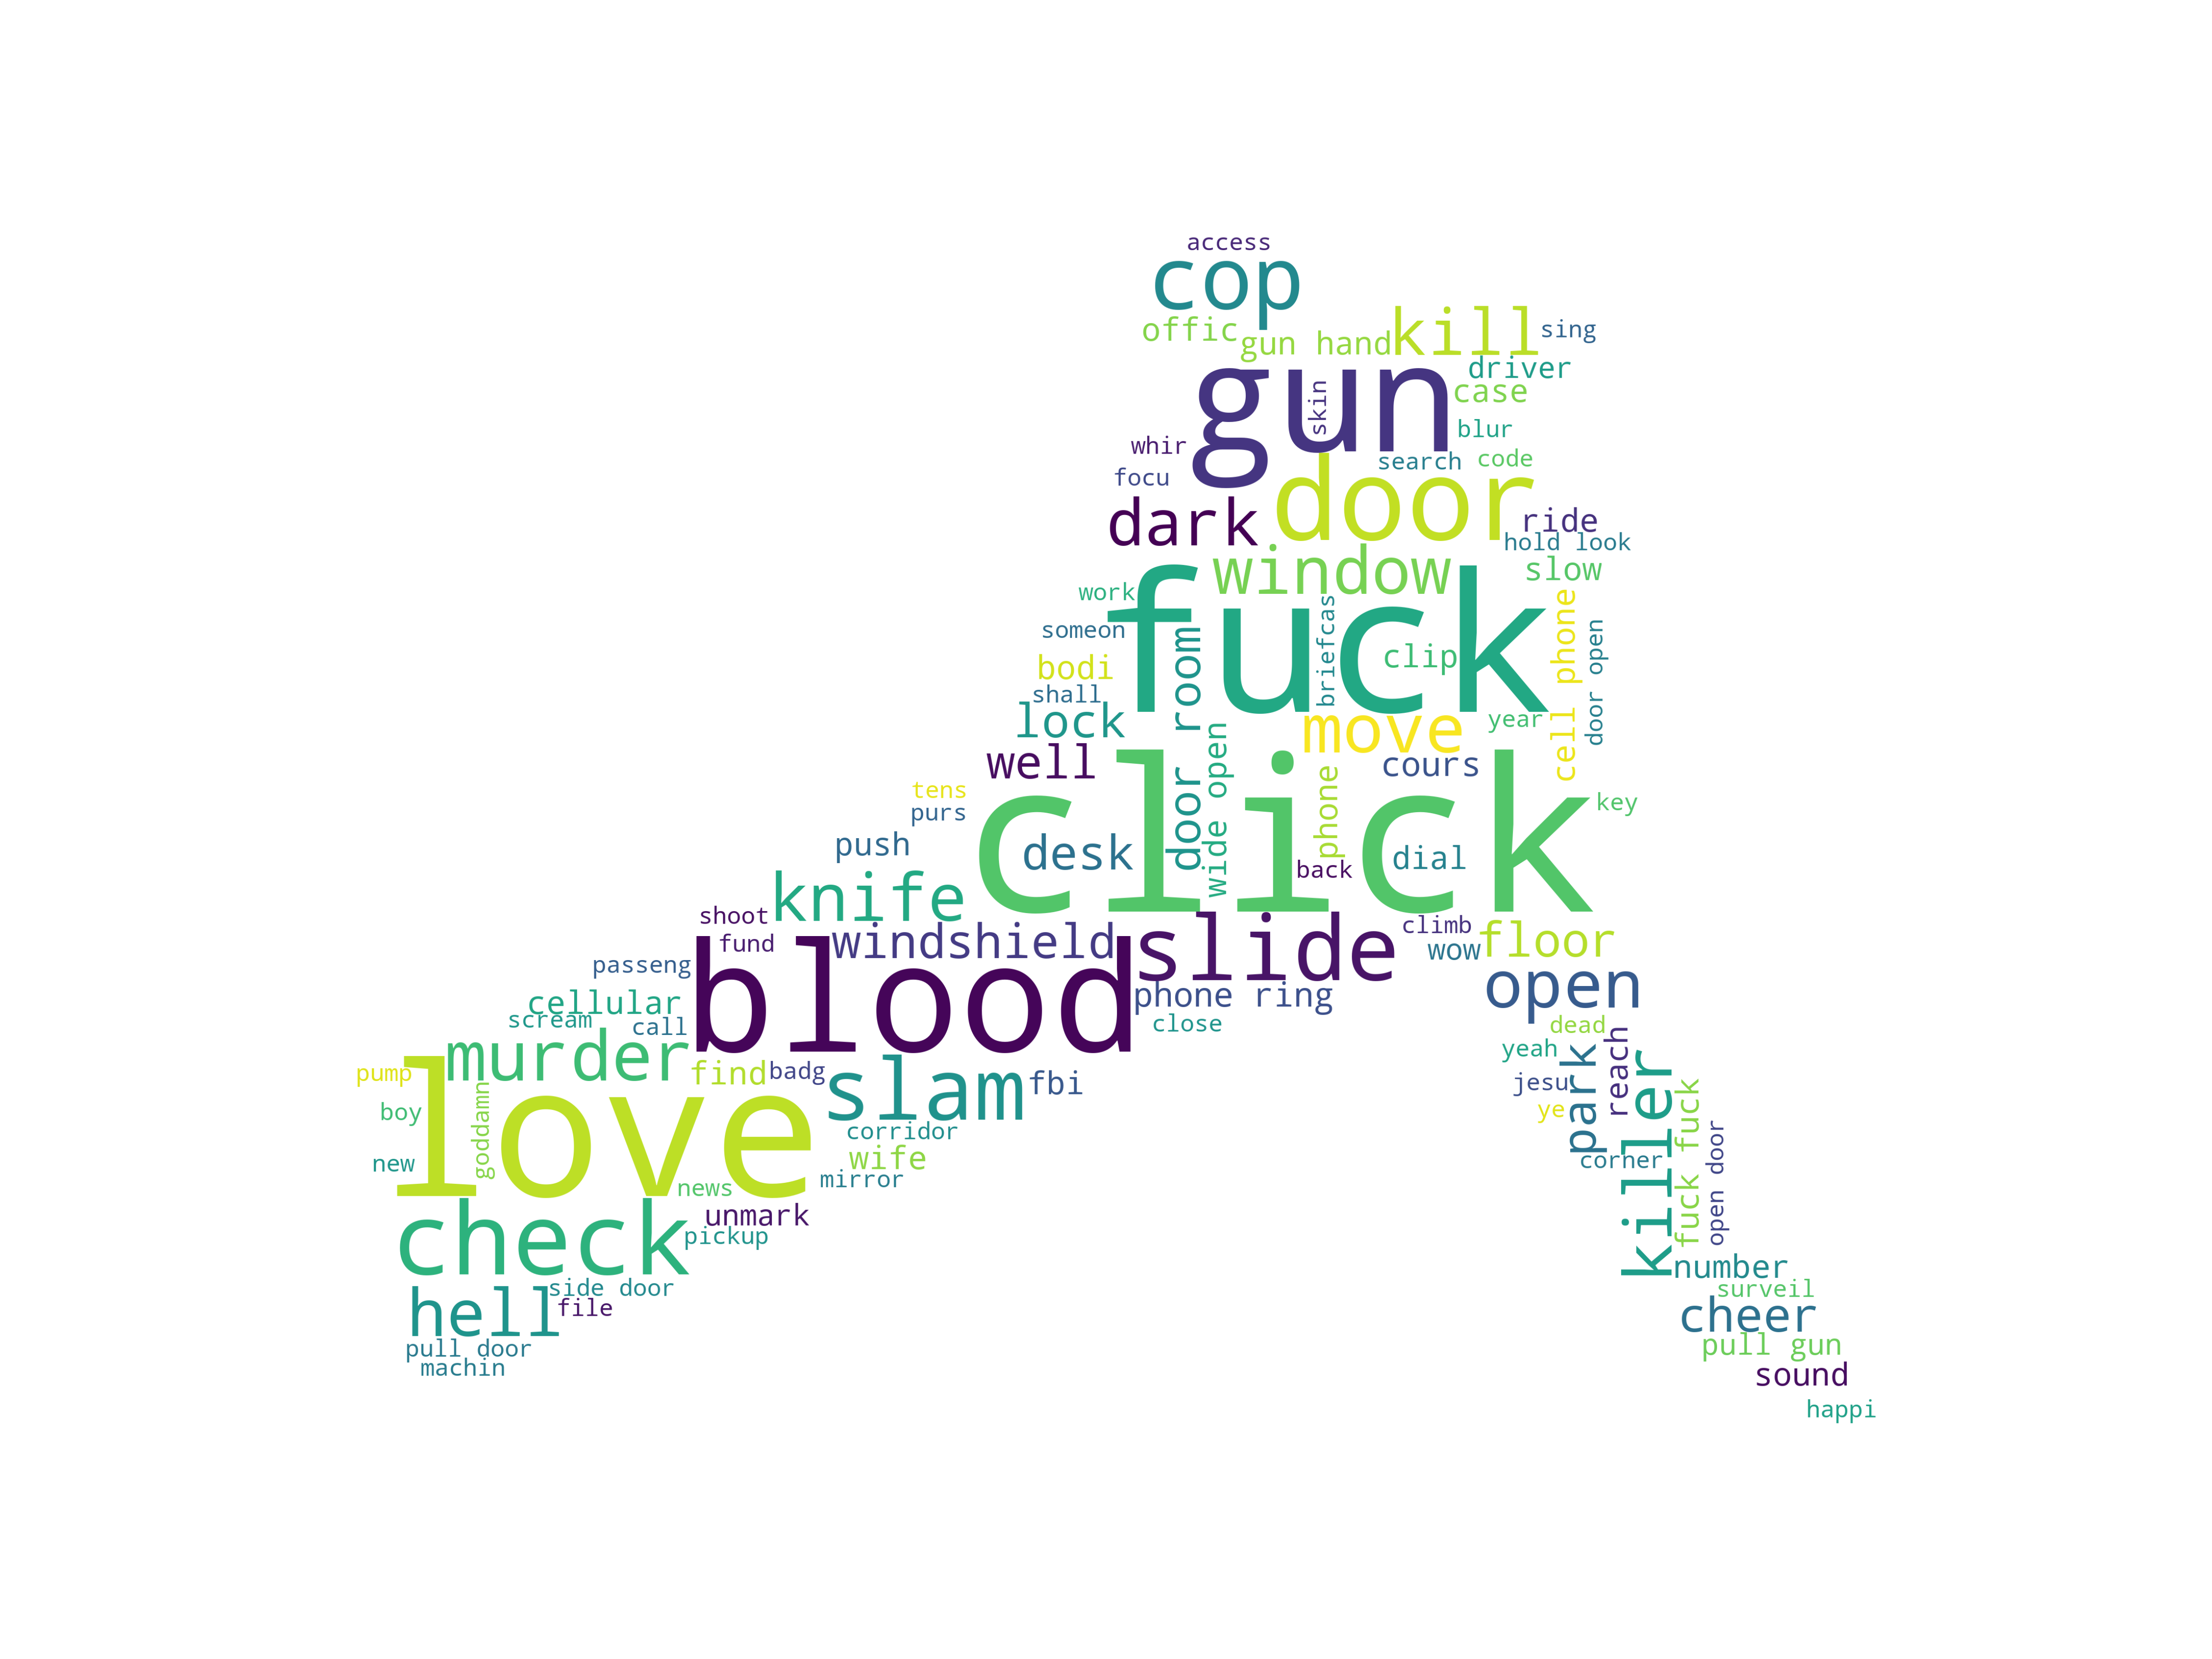 access
cop
offic
gun hand
kill
sing
driver
gun
skin
case
blur
whir
search
code
focu
door
dark
ride
hold look
window
slow
work
fuck
briefcas
cell phone
door open
someon
door room
clip
bodi
shall
lock
move
year
wide open
well
cours
phone
click
key
tens
purs
push
desk
dial
back
knife
shoot
windshield
slide
climb
floor
fund
wow
blood
passeng
open
cellular
phone ring
scream
call
close
dead
murder
yeah
reach
park
killer
pump
find
badg
slam
fbi
jesu
fuck fuck
love
goddamn
boy
ye
open door
corridor
new
wife
corner
mirror
news
check
unmark
pickup
number
side door
surveil
hell
file
cheer
pull door
pull gun
machin
sound
happi